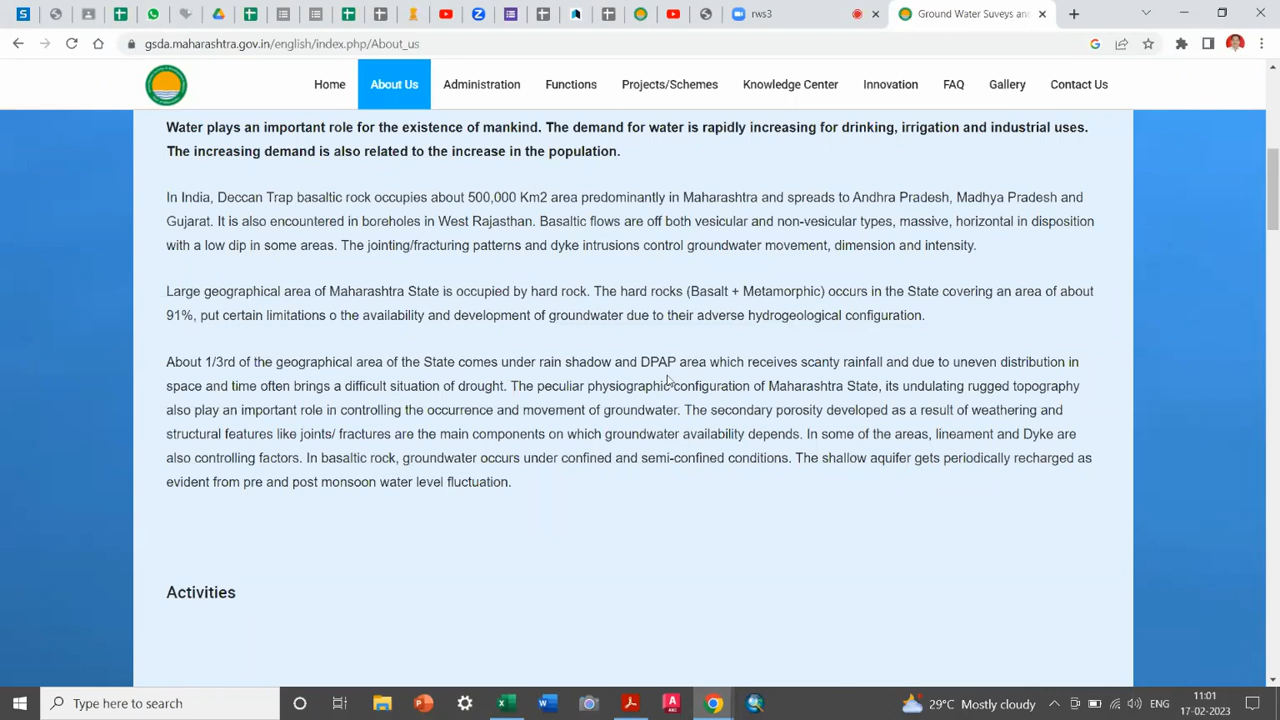 rws3
Ground Water Suveys and
gsda.maharashtra.gov.in/english/index.php/About_us
Home About Us Administration Functions Projects/Schemes Knowledge Center Innovation FAQ Gallery Contact Us
Water plays an important role for the existence of mankind. The demand for water is rapidly increasing for drinking, irrigation and industrial uses.
The increasing demand is also related to the increase in the population.
In India, Deccan Trap basaltic rock occupies about 500,000 Km2 area predominantly in Maharashtra and spreads to Andhra Pradesh, Madhya Pradesh and
Gujarat. It is also encountered in boreholes in West Rajasthan. Basaltic flows are off both vesicular and non-vesicular types, massive, horizontal in disposition
with a low dip in some areas. The jointing/fracturing patterns and dyke intrusions control groundwater movement, dimension and intensity.
Large geographical area of Maharashtra State is occupied by hard rock. The hard rocks (Basalt + Metamorphic) occurs in the State covering an area of about
91%, put certain limitations o the availability and development of groundwater due to their adverse hydrogeological configuration.
About 1/3rd of the geographical area of the State comes under rain shadow and DPAP area which receives scanty rainfall and due to uneven distribution in
space and time often brings a difficult situation of drought. The peculiar physiographic configuration of Maharashtra State, its undulating rugged topography
also play an important role in controlling the occurrence and movement of groundwater. The secondary porosity developed as a result of weathering and
structural features like joints/ fractures are the main components on which groundwater availability depends. In some of the areas, lineament and Dyke are
also controlling factors. In basaltic rock, groundwater occurs under confined and semi-confined conditions. The shallow aquifer gets periodically recharged as
evident from pre and post monsoon water level fluctuation.
Activities
Type here to search
29°C Mostly cloudy
ENG
11:01
17-02-2023